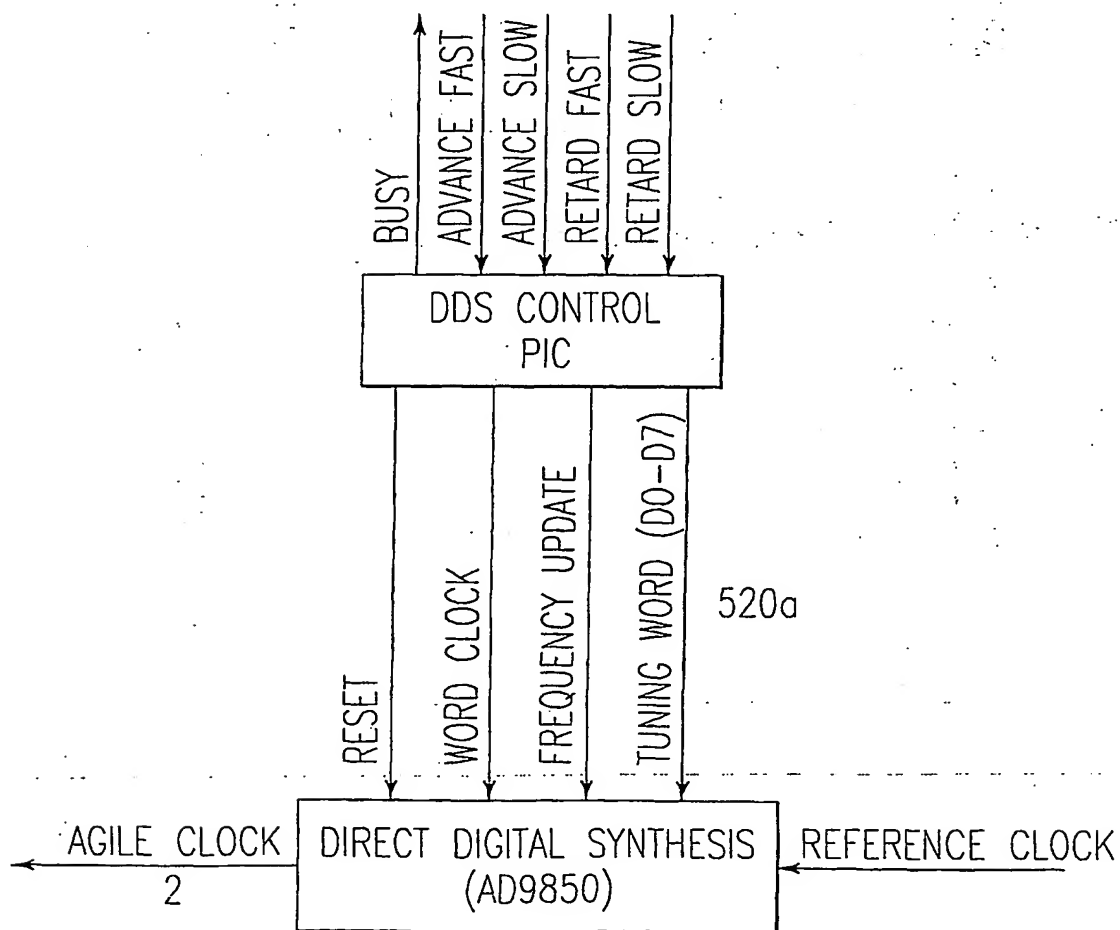 BUSY
ADVANCE FAST
ADVANCE SLOW
RETARD FAST
RETARD SLOW
DDS CONTROL
PIC
RESET
WORD CLOCK
FREQUENCY UPDATE
TUNING WORD (D0-D7)
520a
AGILE CLOCK
2
DIRECT DIGITAL SYNTHESIS
(AD9850)
REFERENCE CLOCK